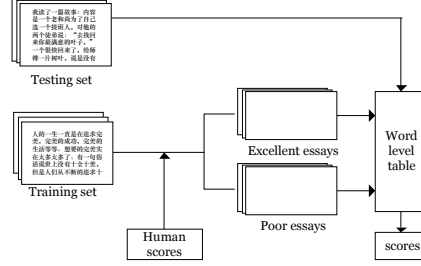 我读了一篇故事：内容
是一个老和尚为了自己
选一个接班人，对他的
两个徒弟说：“去找回
来你最满意的叶子，”
一个很快回来了，给师
傅一片树叶，说是没有
Testing set
人的一生一直是在追求完
美，完美的成功，完美的
生活等等。想要的完美实
在太多太多了。有一句俗
话说世上没有十全十美，
但是人们从不断的追求十
Training set
Excellent essays
Poor essays
Human
scores
Word
level
table
scores